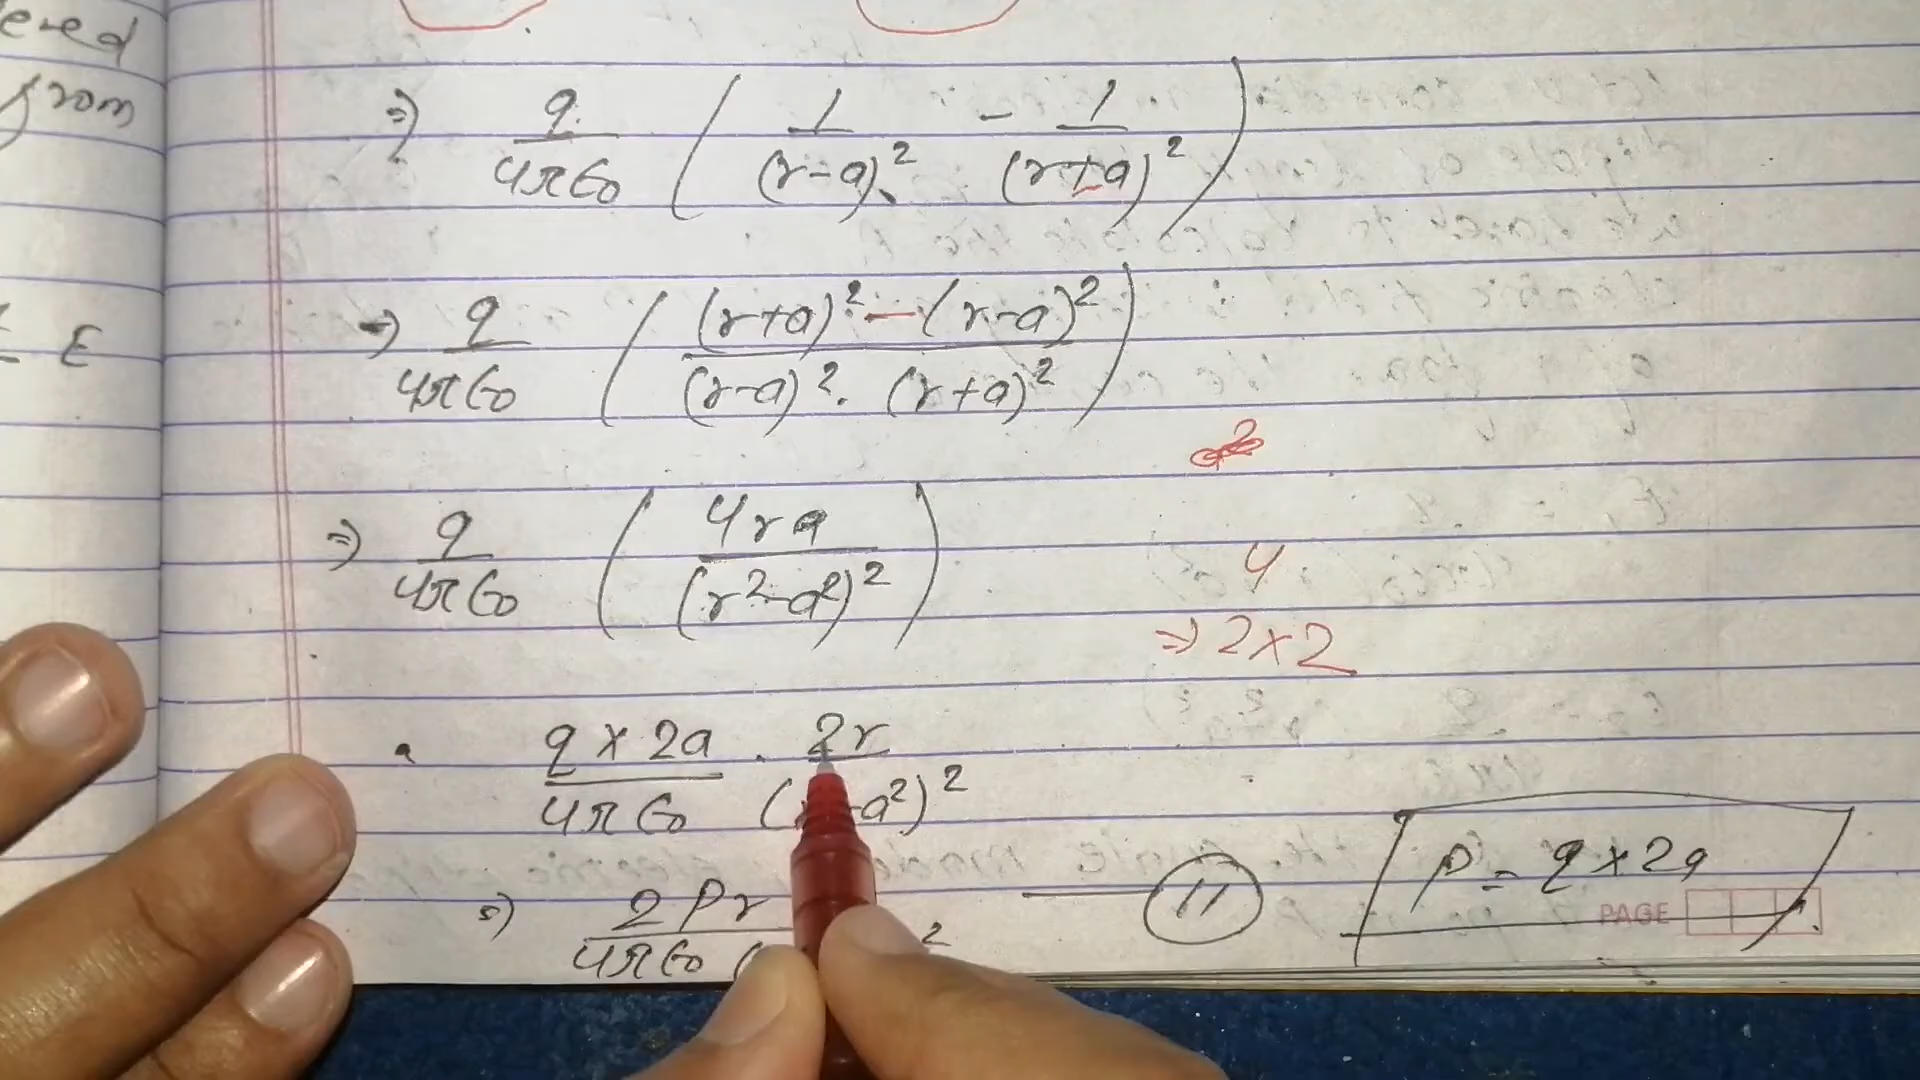 ered
from
E
=) q/4πϵ₀ ( 1/(r-a)² - 1/(r+a)² )
=) q/4πϵ₀ ( (r+a)² - (r-a)² / (r-a)² . (r+a)² )
=) q/4πϵ₀ ( 4ra / (r²-a²)² )
4
=) 2×2
q × 2a / 4πϵ₀ . 2r / ( -a²)²
=) 2Pr / 4πϵ₀ ( ²
11
P = q × 2a
PAGE